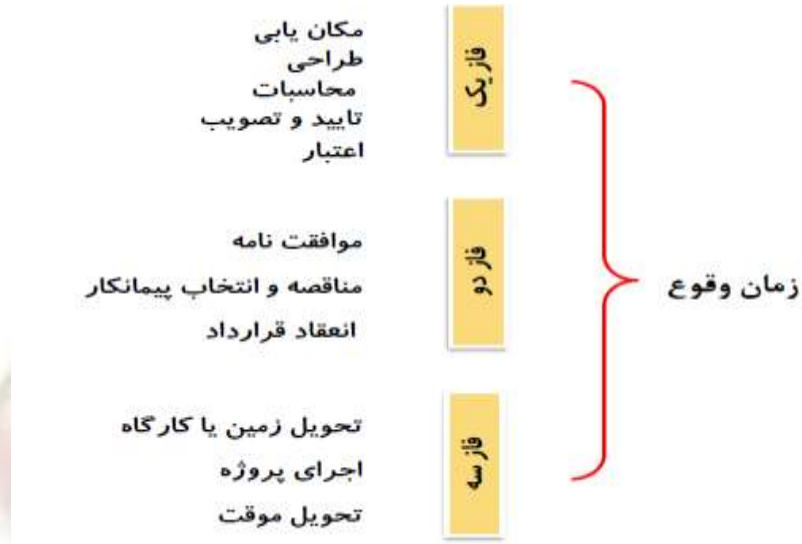 زمان وقوع
فاز یک
مکان یابی
طراحی
محاسبات
تایید و تصویب
اعتبار
فاز دو
موافقت نامه
مناقصه و انتخاب پیمانکار
انعقاد قرارداد
فاز سه
تحویل زمین یا کارگاه
اجرای پروژه
تحویل موقت